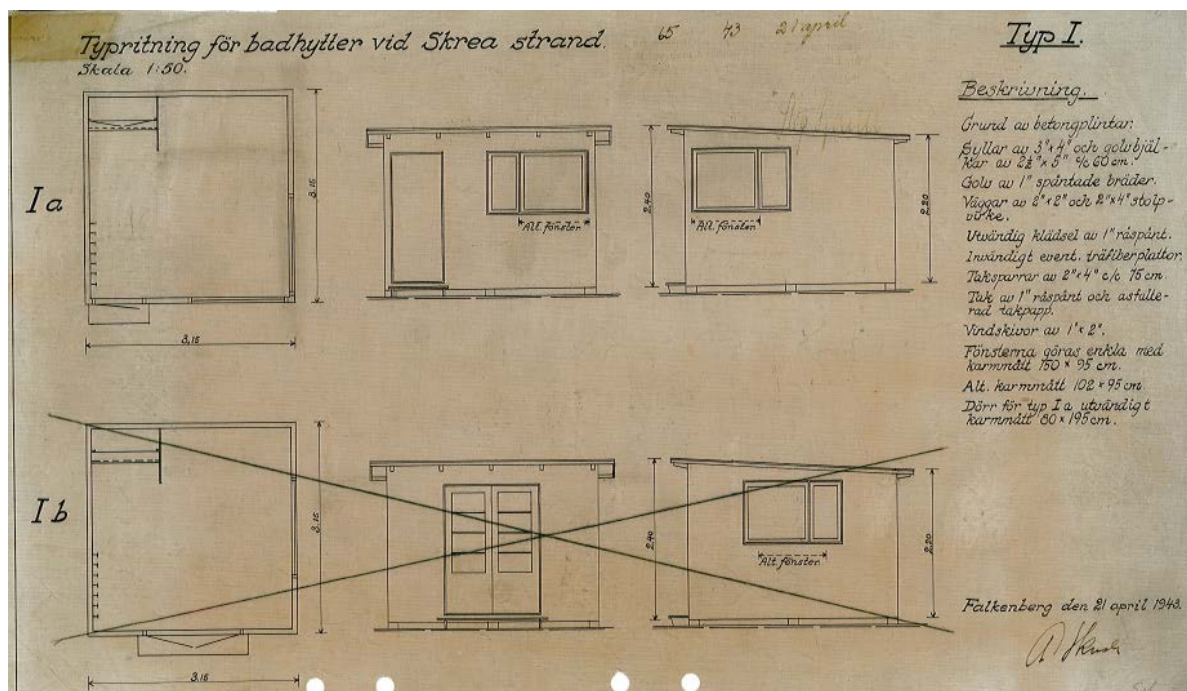 Typritning för badhytter vid Skrea strand.
Skala 1:50.
65 43 21 april
Typ I.
Beskrivning.
Grund av betongplintar.
Syllar av 3"x4" och golvbjäl-
kar av 2½"x5" c/c 60 cm.
Golv av 1" spåntade bräder.
Väggar av 2"x2" och 2"x4" stolp-
virke.
Utvändig klädsel av 1" råspånt.
Invändigt event. träfiberplattor.
Taksparrar av 2"x4" c/c 75 cm.
Tak av 1" råspånt och asfalte-
rad takpapp.
Vindskivor av 1"x2".
Fönsterna göras enkla med
karmmått 150 x 95 cm.
Alt. karmmått 102 x 95 cm.
Dörr för typ I a utvändigt
karmmått 80 x 195 cm.
I a
3,15
3,15
Alt. fönster
2,40
Alt. fönster
2,20
I b
3,15
3,15
2,40
Alt. fönster
2,20
Falkenberg den 21 april 1943.